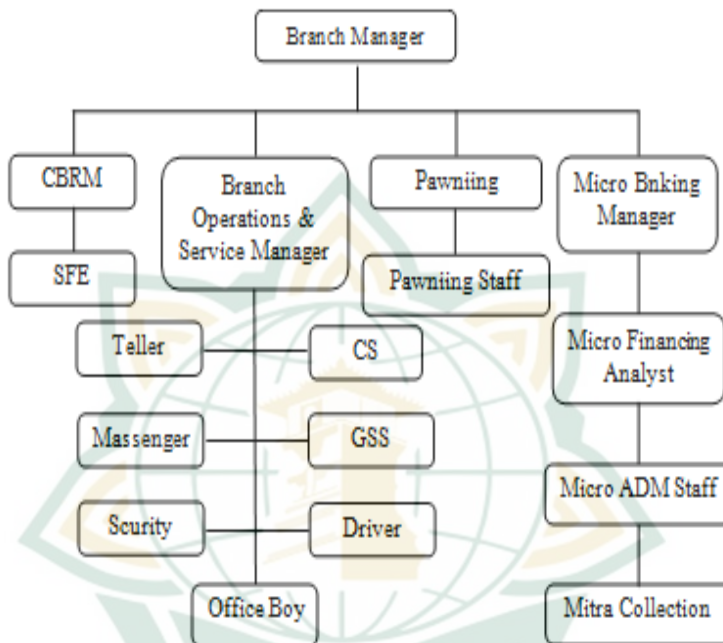 Branch Manager
CBRM
Branch
Operations &
Service Manager
Pawniing
Micro Bnking
Manager
SFE
Pawniing Staff
Teller
CS
Micro Financing
Analyst
Massenger
GSS
Micro ADM Staff
Scurity
Driver
Office Boy
Mitra Collection